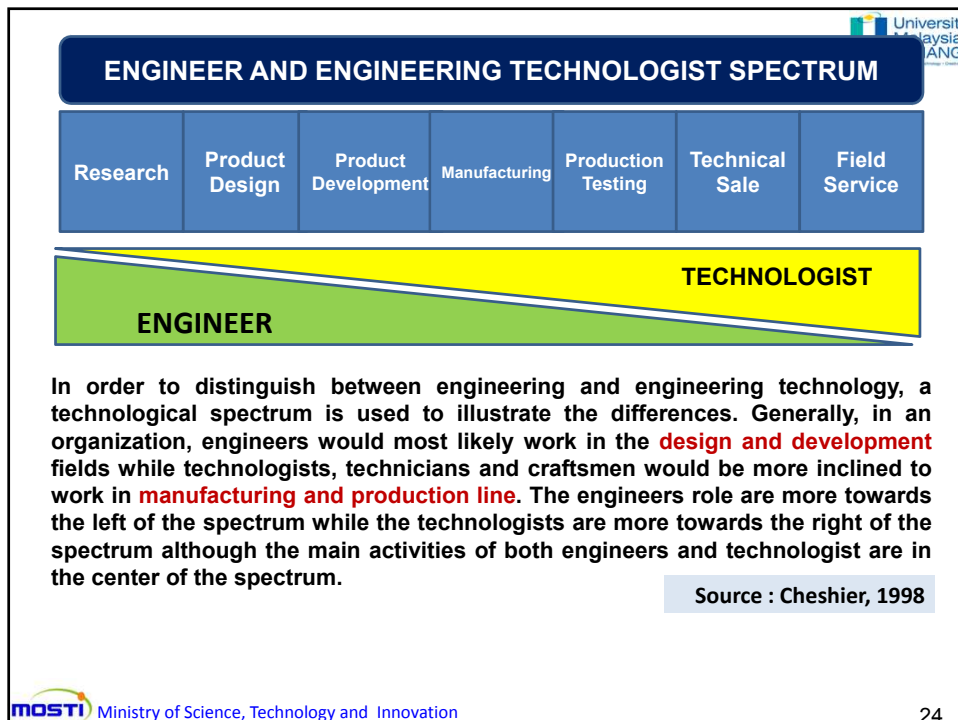 Universit
Malaysia
ENGINEER AND ENGINEERING TECHNOLOGIST SPECTRUM
Research
Product
Design
Product
Development
Manufacturing
Production
Testing
Technical
Sale
Field
Service
TECHNOLOGIST
ENGINEER
In order to distinguish between engineering and engineering technology, a
technological spectrum is used to illustrate the differences. Generally, in an
organization, engineers would most likely work in the design and development
fields while technologists, technicians and craftsmen would be more inclined to
work in manufacturing and production line. The engineers role are more towards
the left of the spectrum while the technologists are more towards the right of the
spectrum although the main activities of both engineers and technologist are in
the center of the spectrum.
Source : Cheshier, 1998
MOSTI Ministry of Science, Technology and Innovation
24